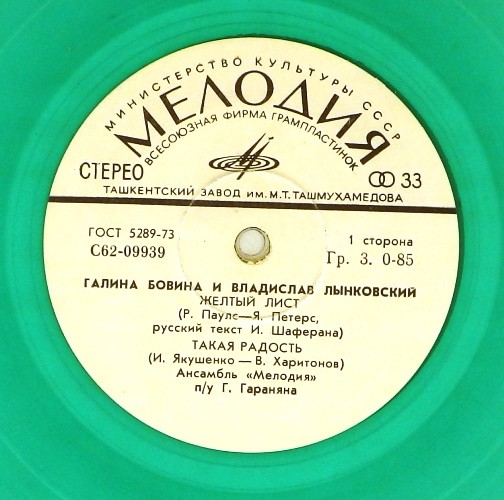 МИНИСТЕРСТВО КУЛЬТУРЫ СССР
МЕЛОДИЯ
ВСЕСОЮЗНАЯ ФИРМА ГРАМПЛАСТИНОК
СТЕРЕО
33
ТАШКЕНТСКИЙ ЗАВОД ИМ. М.Т. ТАШМУХАМЕДОВА
ГОСТ 5289-73
С62-09939
1 сторона
Гр. 3. 0-85
ГАЛИНА БОВИНА И ВЛАДИСЛАВ ЛЫНКОВСКИЙ
ЖЕЛТЫЙ ЛИСТ
(Р. Паулс—Я. Петерс,
русский текст И. Шаферана)
ТАКАЯ РАДОСТЬ
(И. Якушенко — В. Харитонов)
Ансамбль «Мелодия»
п/у Г. Гараняна